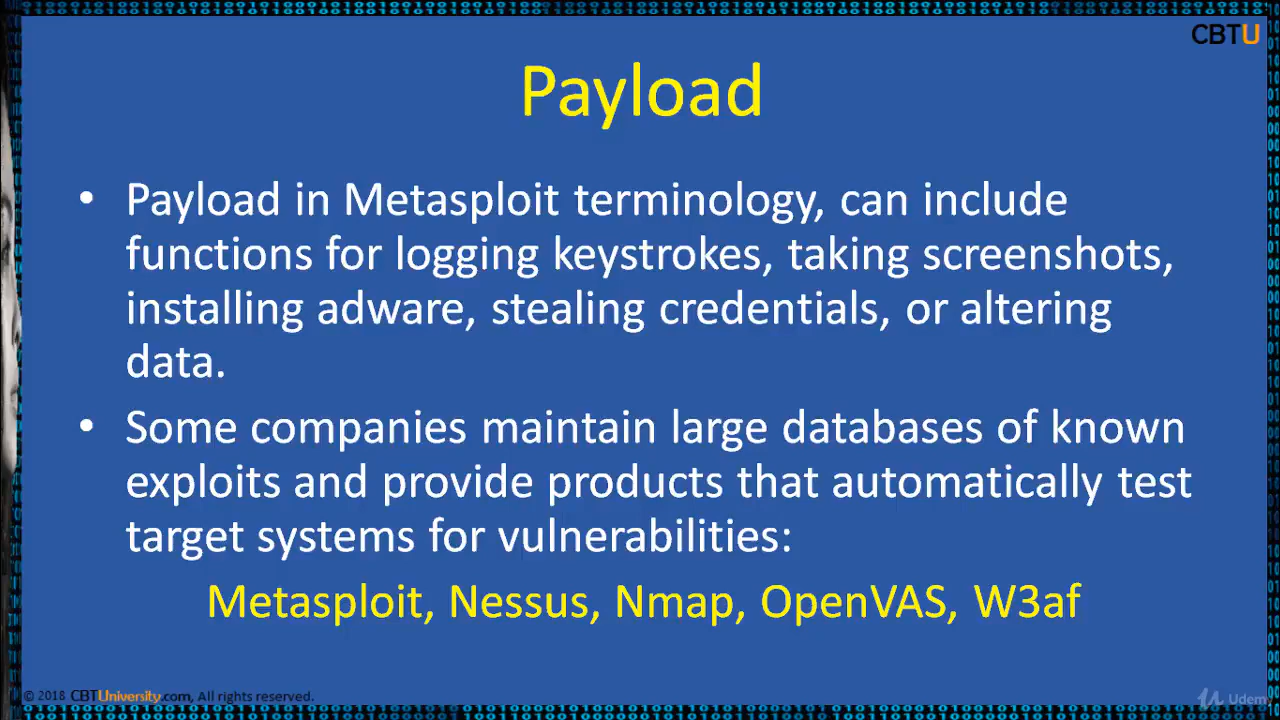 CBTU
Payload
• Payload in Metasploit terminology, can include
functions for logging keystrokes, taking screenshots,
installing adware, stealing credentials, or altering
data.
• Some companies maintain large databases of known
exploits and provide products that automatically test
target systems for vulnerabilities:
Metasploit, Nessus, Nmap, OpenVAS, W3af
© 2018 CBTUniversity.com, All rights reserved.
Udemy